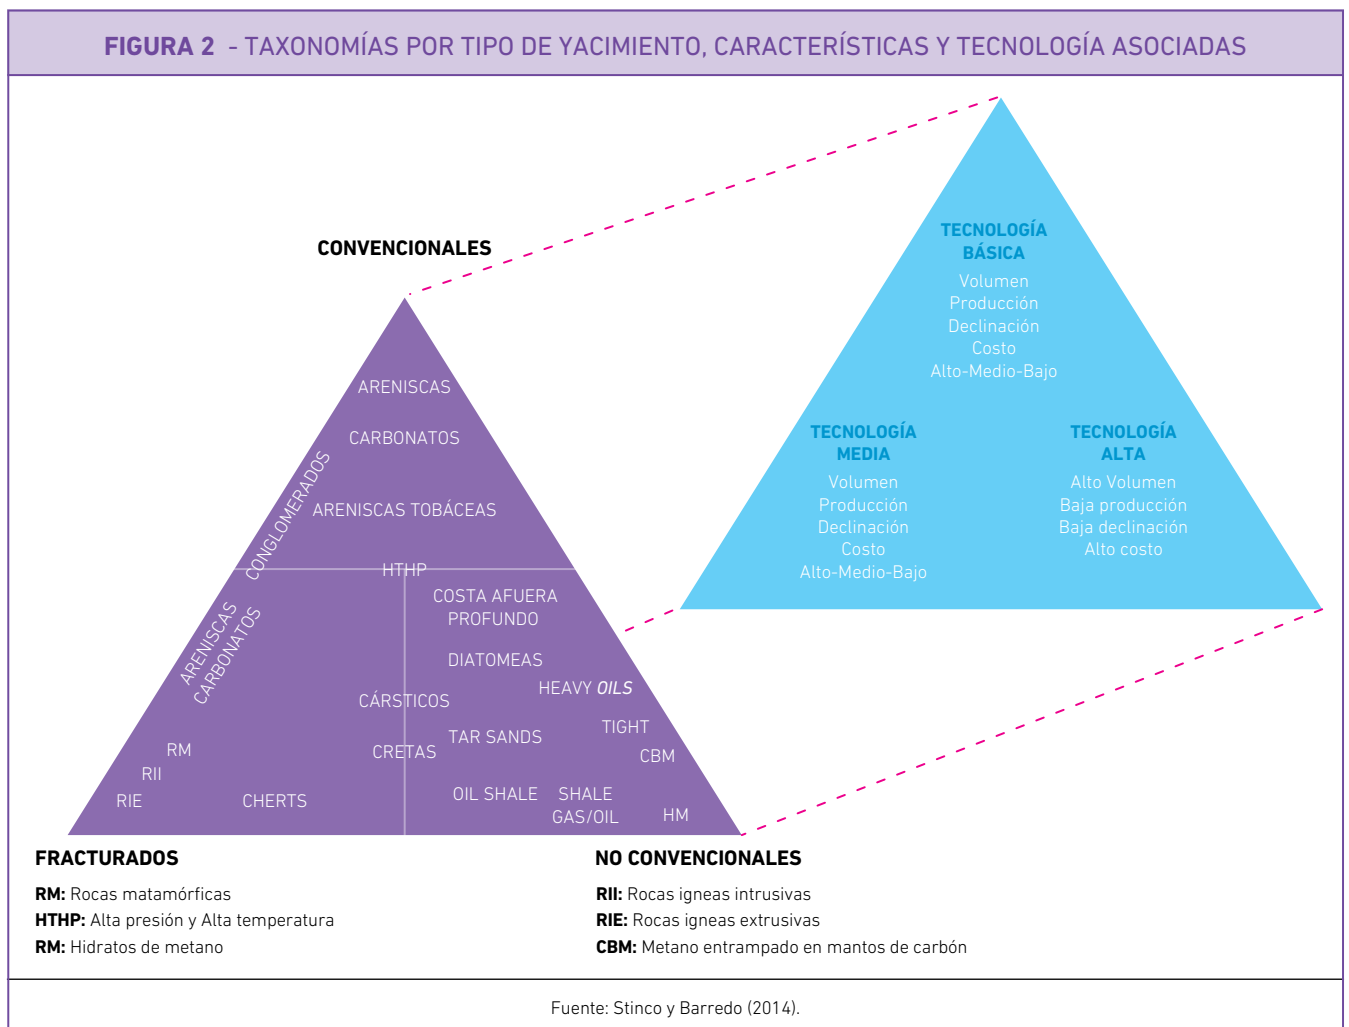 FIGURA 2 - TAXONOMÍAS POR TIPO DE YACIMIENTO, CARACTERÍSTICAS Y TECNOLOGÍA ASOCIADAS
CONVENCIONALES
ARENISCAS
CARBONATOS
CONGLOMERADOS
ARENISCAS TOBÁCEAS
HTHP
ARENISCAS
CARBONATOS
COSTA AFUERA
PROFUNDO
DIATOMEAS
HEAVY OILS
CÁRSTICOS
TIGHT
TAR SANDS
CRETAS
CBM
RM
RII
RIE
CHERTS
OIL SHALE
SHALE
GAS/OIL
HM
TECNOLOGÍA
BÁSICA
Volumen
Producción
Declinación
Costo
Alto-Medio-Bajo
TECNOLOGÍA
MEDIA
Volumen
Producción
Declinación
Costo
Alto-Medio-Bajo
TECNOLOGÍA
ALTA
Alto Volumen
Baja producción
Baja declinación
Alto costo
FRACTURADOS
RM: Rocas matamórficas
HTHP: Alta presión y Alta temperatura
RM: Hidratos de metano
NO CONVENCIONALES
RII: Rocas igneas intrusivas
RIE: Rocas igneas extrusivas
CBM: Metano entrampado en mantos de carbón
Fuente: Stinco y Barredo (2014).